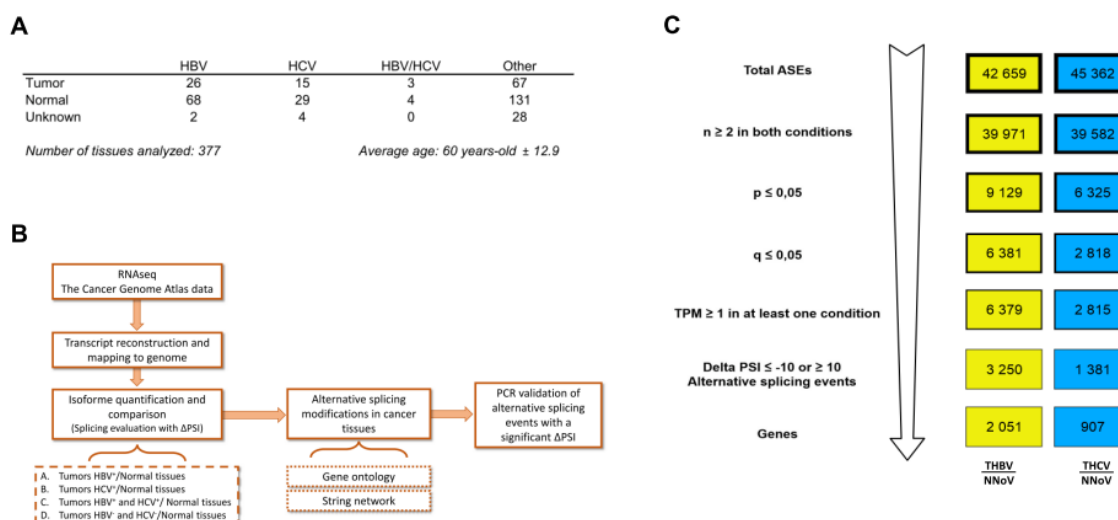 A
HBV HCV HBV/HCV Other
Tumor 26 15 3 67
Normal 68 29 4 131
Unknown 2 4 0 28
Number of tissues analyzed: 377 Average age: 60 years-old ± 12.9
B
RNAseq
The Cancer Genome Atlas data
Transcript reconstruction and
mapping to genome
Isoforme quantification and
comparison
(Splicing evaluation with ΔPSI)
Alternative splicing
modifications in cancer
tissues
PCR validation of
alternative splicing
events with a
significant ΔPSI
A. Tumors HBV⁺/Normal tissues
B. Tumors HCV⁺/Normal tissues
C. Tumors HBV⁺ and HCV⁺/ Normal tissues
D. Tumors HBV⁻ and HCV⁻/Normal tissues
Gene ontology
String network
C
Total ASEs 42 659 45 362
n ≥ 2 in both conditions 39 971 39 582
p ≤ 0,05 9 129 6 325
q ≤ 0,05 6 381 2 818
TPM ≥ 1 in at least one condition 6 379 2 815
Delta PSI ≤ -10 or ≥ 10
Alternative splicing events 3 250 1 381
Genes 2 051 907
THBV THCV
NNoV NNoV